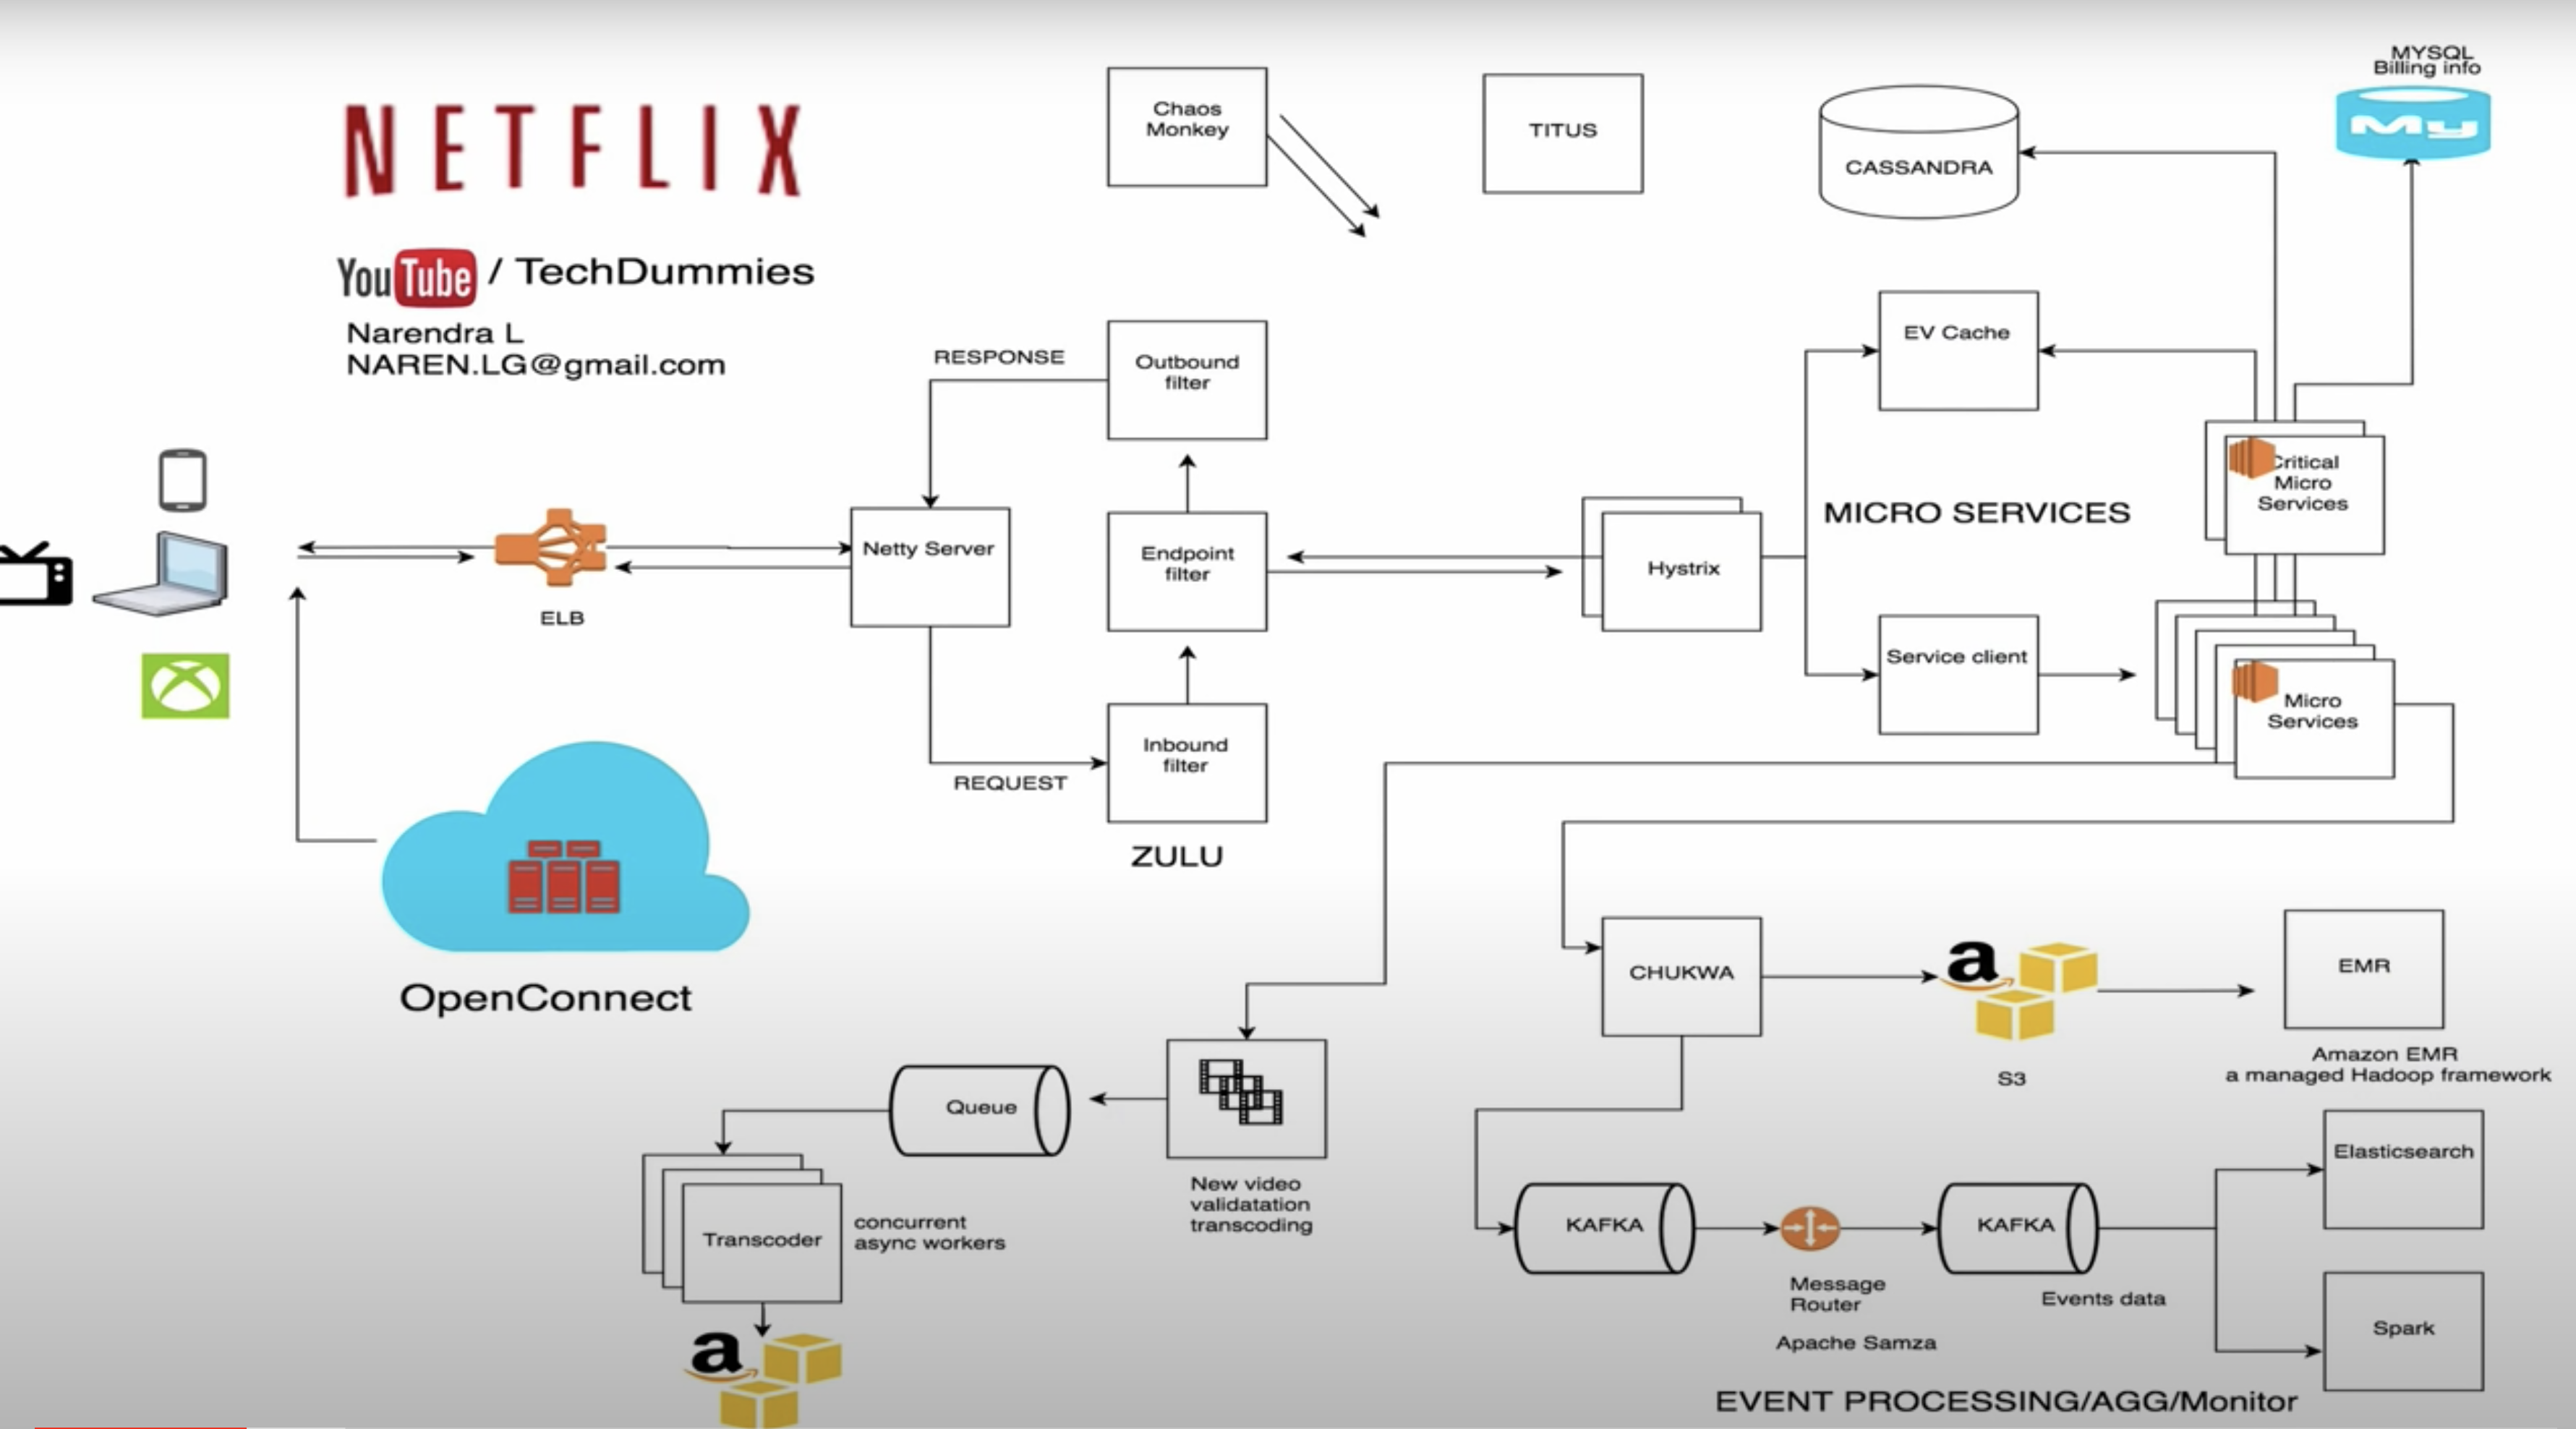 NETFLIX
YouTube / TechDummies
Narendra L
NAREN.LG@gmail.com
Chaos
Monkey
TITUS
CASSANDRA
MYSQL
Billing info
My
RESPONSE
Outbound
filter
EV Cache
MICRO SERVICES
Critical
Micro
Services
ELB
Netty Server
Endpoint
filter
Hystrix
Service client
Micro
Services
Inbound
filter
REQUEST
ZULU
OpenConnect
CHUKWA
a
S3
EMR
Amazon EMR
a managed Hadoop framework
Queue
New video
validatation
transcoding
Transcoder
concurrent
async workers
a
KAFKA
Message
Router
Apache Samza
KAFKA
Events data
Elasticsearch
Spark
EVENT PROCESSING/AGG/Monitor